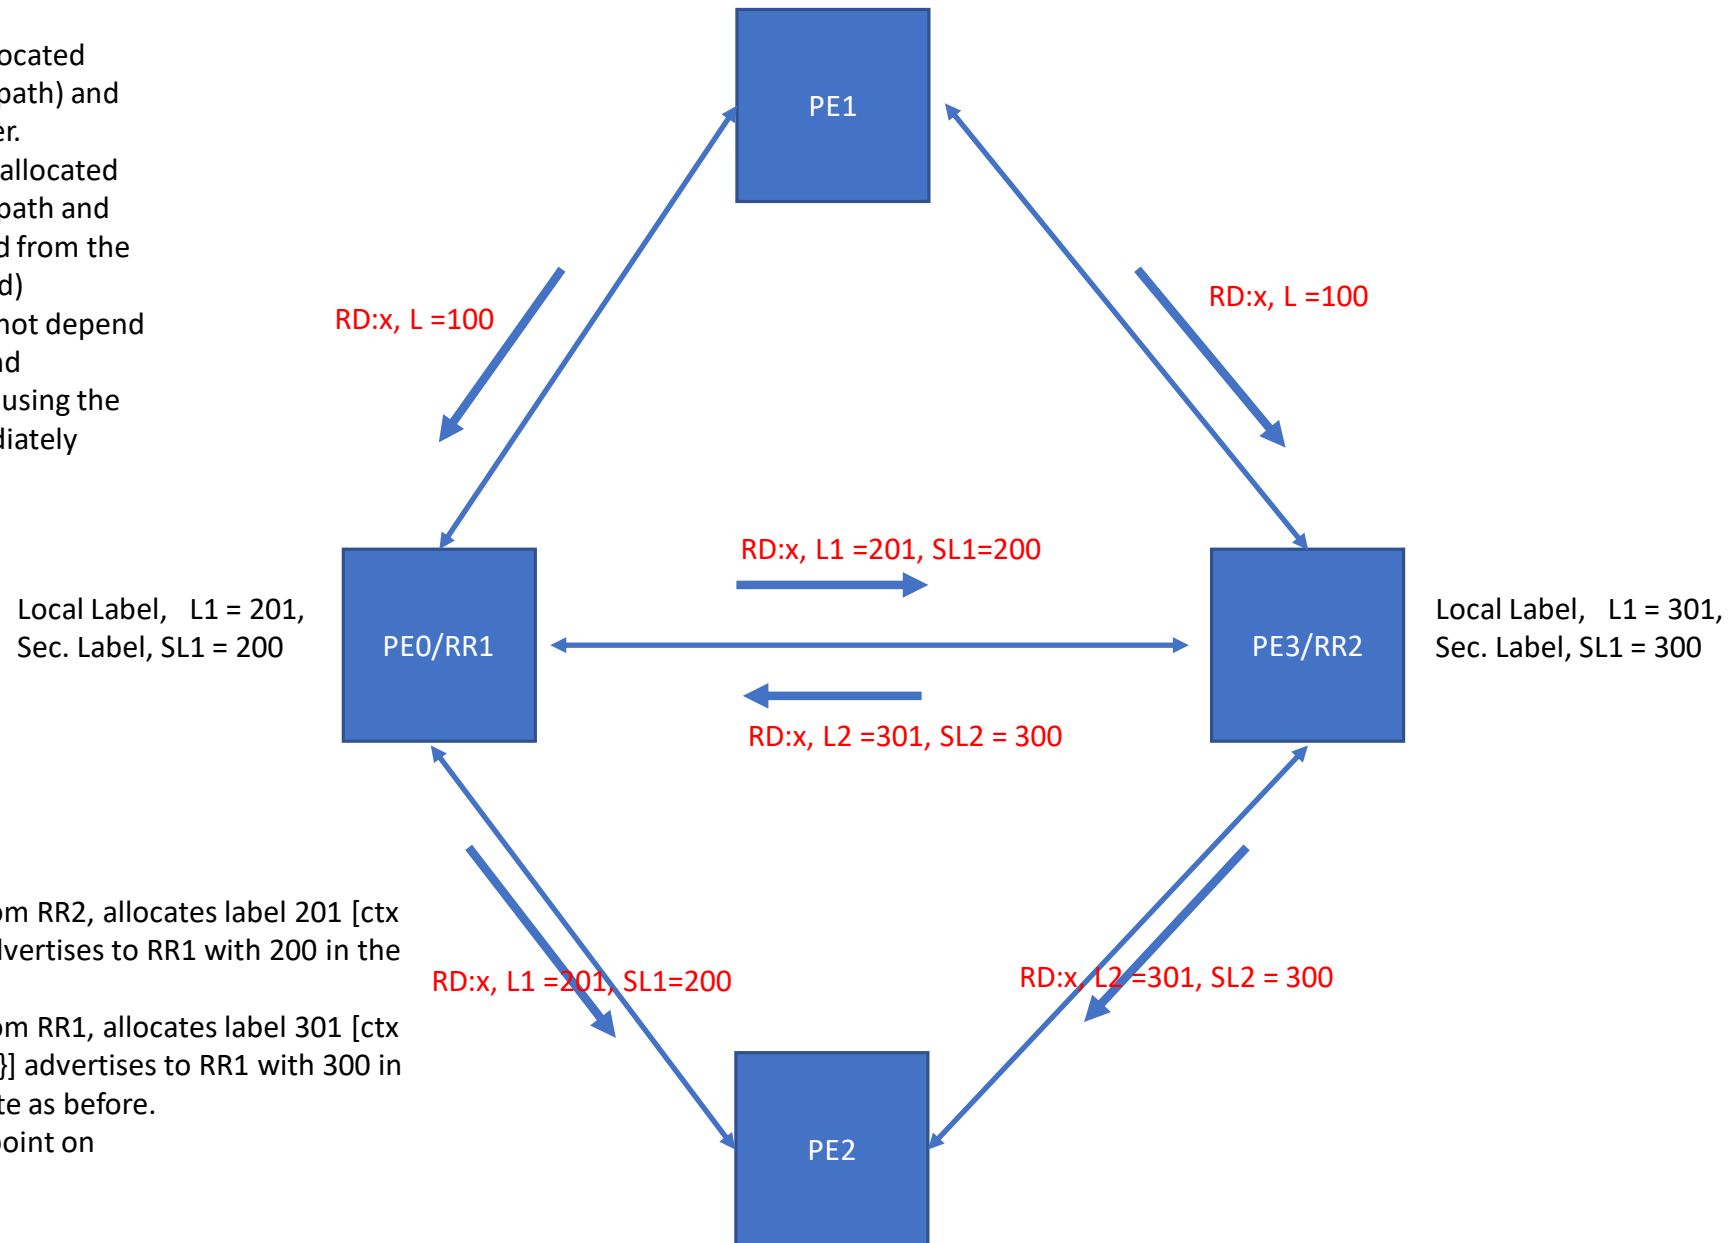 ocated
path) and
er.
allocated
path and
d from the
d)
not depend
nd
using the
diately
PE1
RD:x, L =100
RD:x, L =100
RD:x, L1 =201, SL1=200
Local Label, L1 = 201,
Sec. Label, SL1 = 200
PE0/RR1
PE3/RR2
Local Label, L1 = 301,
Sec. Label, SL1 = 300
RD:x, L2 =301, SL2 = 300
om RR2, allocates label 201 [ctx
dvertises to RR1 with 200 in the
RD:x, L1 =201, SL1=200
RD:x, L2 =301, SL2 = 300
om RR1, allocates label 301 [ctx
}] advertises to RR1 with 300 in
te as before.
point on
PE2